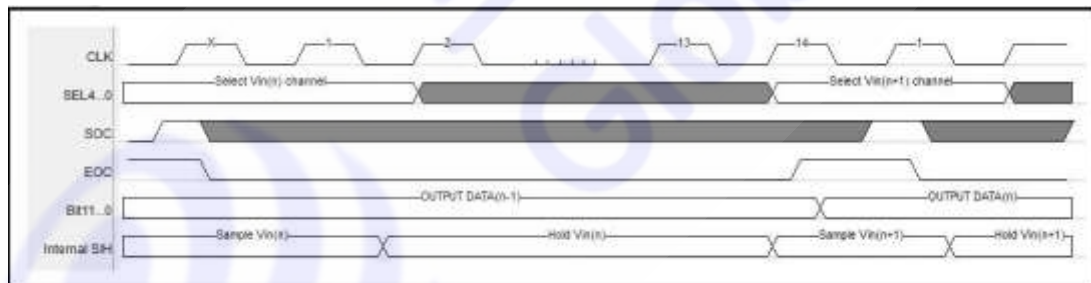 CLK X 1 2 13 14 1
SEL4..0 Select Vin(n) channel Select Vin(n+1) channel
SOC
EOC
Bit11..0 OUTPUT DATA(n-1) OUTPUT DATA(n)
Internal S/H Sample Vin(n) Hold Vin(n) Sample Vin(n+1) Hold Vin(n+1)